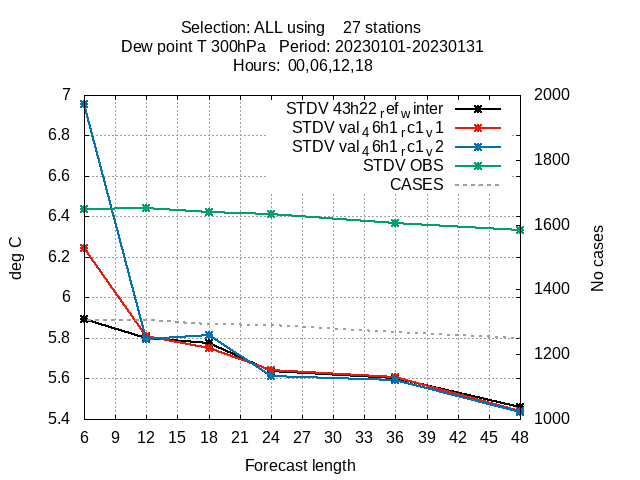 Selection: ALL using    27 stations
Dew point T 300hPa   Period: 20230101-20230131
Hours:  00,06,12,18
7 2000
STDV 43h22refwinter
STDV val46h1rc1v1
6.8
STDV val46h1rc1v2
1800
STDV OBS
6.6
CASES
6.4
1600
deg C
6.2
No cases
6
1400
5.8
1200
5.6
5.4 1000
6 9 12 15 18 21 24 27 30 33 36 39 42 45 48
Forecast length